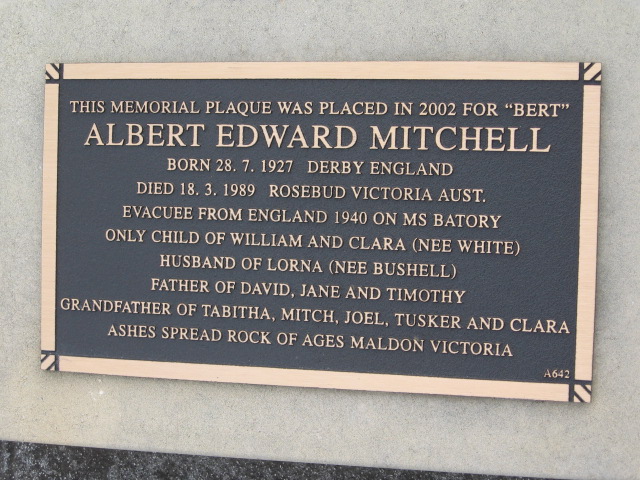 THIS MEMORIAL PLAQUE WAS PLACED IN 2002 FOR “BERT”
ALBERT EDWARD MITCHELL
BORN 28. 7. 1927 DERBY ENGLAND
DIED 18. 3. 1989 ROSEBUD VICTORIA AUST.
EVACUEE FROM ENGLAND 1940 ON MS BATORY
ONLY CHILD OF WILLIAM AND CLARA (NEE WHITE)
HUSBAND OF LORNA (NEE BUSHELL)
FATHER OF DAVID, JANE AND TIMOTHY
GRANDFATHER OF TABITHA, MITCH, JOEL, TUSKER AND CLARA
ASHES SPREAD ROCK OF AGES MALDON VICTORIA
A642